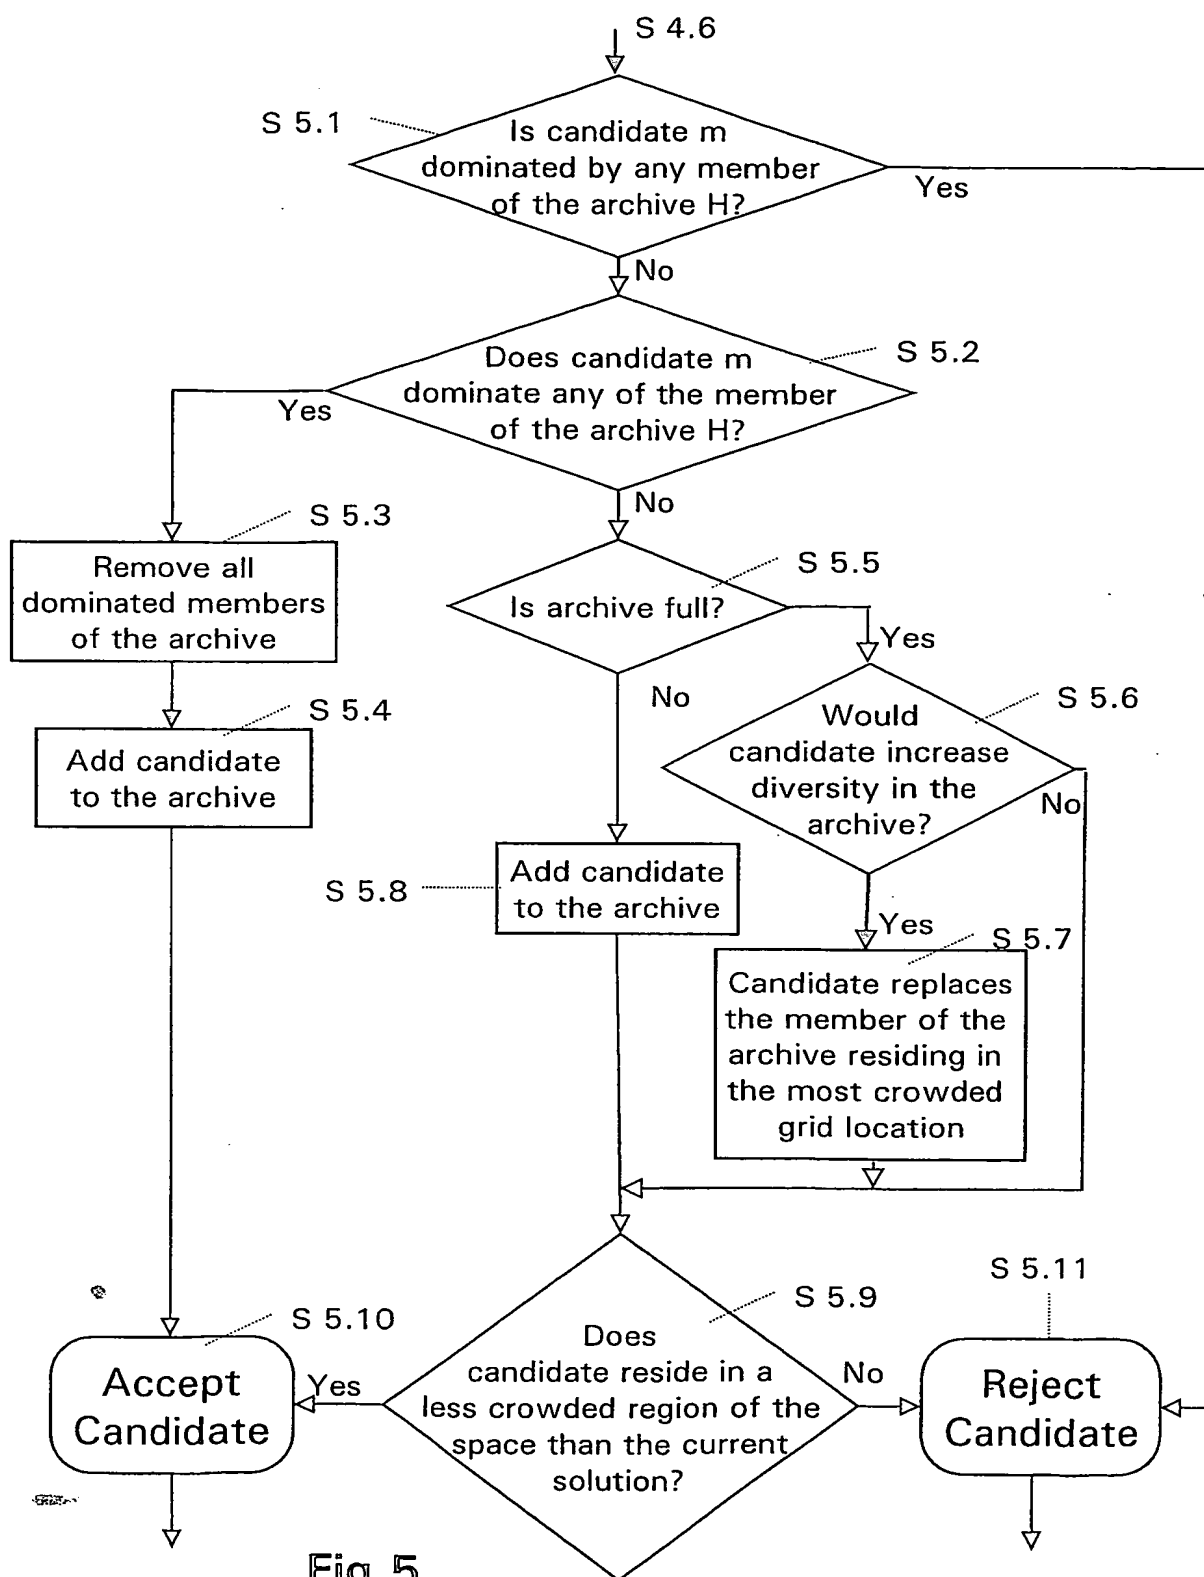 S 4.6
S 5.1
Is candidate m
dominated by any member
of the archive H?
Yes
No
S 5.2
Does candidate m
dominate any of the member
of the archive H?
Yes
No
S 5.3
Remove all
dominated members
of the archive
S 5.5
Is archive full?
Yes
No
S 5.4
Add candidate
to the archive
S 5.6
Would
candidate increase
diversity in the
archive?
No
Yes
S 5.8
Add candidate
to the archive
S 5.7
Candidate replaces
the member of the
archive residing in
the most crowded
grid location
S 5.9
Does
candidate reside in a
less crowded region of the
space than the current
solution?
Yes
No
S 5.10
Accept
Candidate
S 5.11
Reject
Candidate
Fig 5